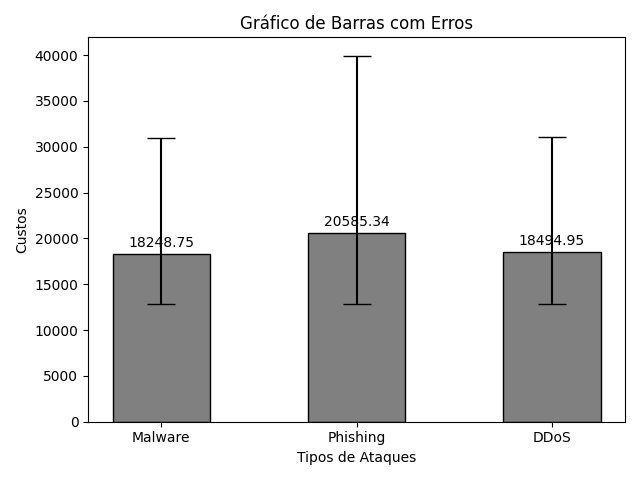 Gráfico de Barras com Erros
Custos
40000
35000
30000
25000
20000
15000
10000
5000
0
18248.75
20585.34
18494.95
Malware
Phishing
DDoS
Tipos de Ataques